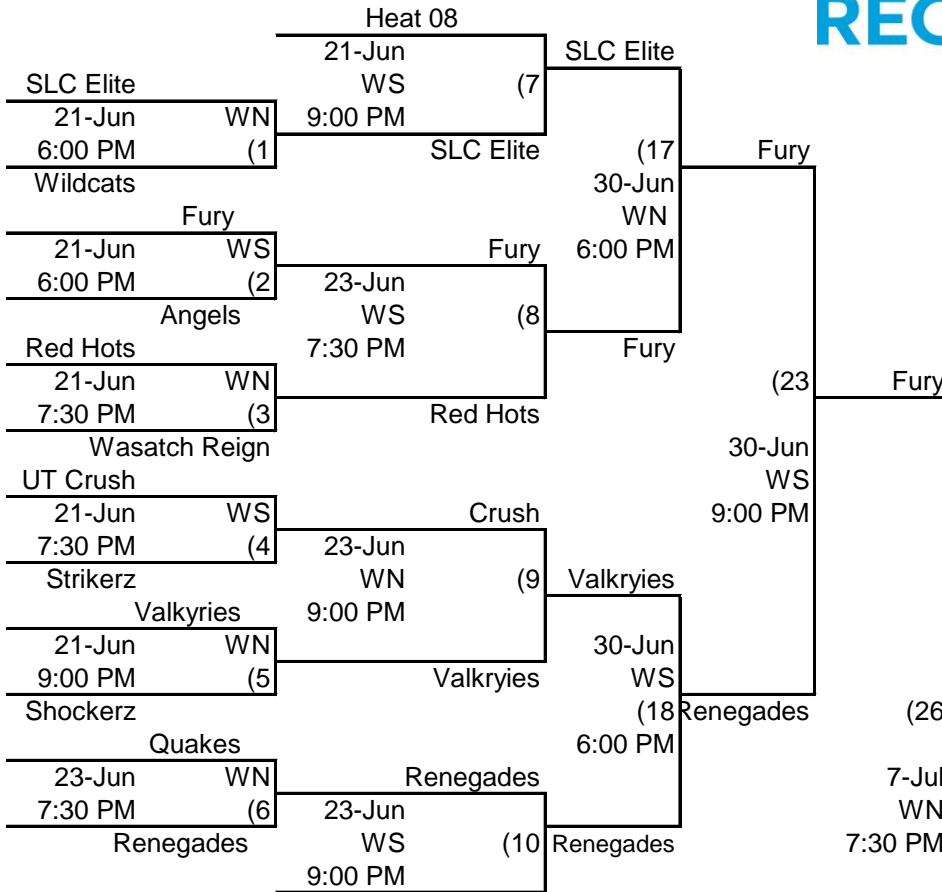 Heat 08
REC
21-Jun SLC Elite
SLC Elite WS (7
21-Jun WN 9:00 PM
6:00 PM (1 SLC Elite (17 Fury
Wildcats 30-Jun
Fury WN
21-Jun WS Fury 6:00 PM
6:00 PM (2 23-Jun
Angels WS (8
Red Hots 7:30 PM Fury
21-Jun WN (23 Fury
7:30 PM (3 Red Hots
Wasatch Reign 30-Jun
UT Crush WS
21-Jun WS Crush 9:00 PM
7:30 PM (4 23-Jun
Strikerz WN (9 Valkryies
Valkyries 9:00 PM
21-Jun WN 30-Jun
9:00 PM (5 Valkryies WS
Shockerz (18 Renegades (26
Quakes 6:00 PM
23-Jun WN Renegades 7-Jul
7:30 PM (6 23-Jun WN
Renegades WS (10 Renegades 7:30 PM
9:00 PM